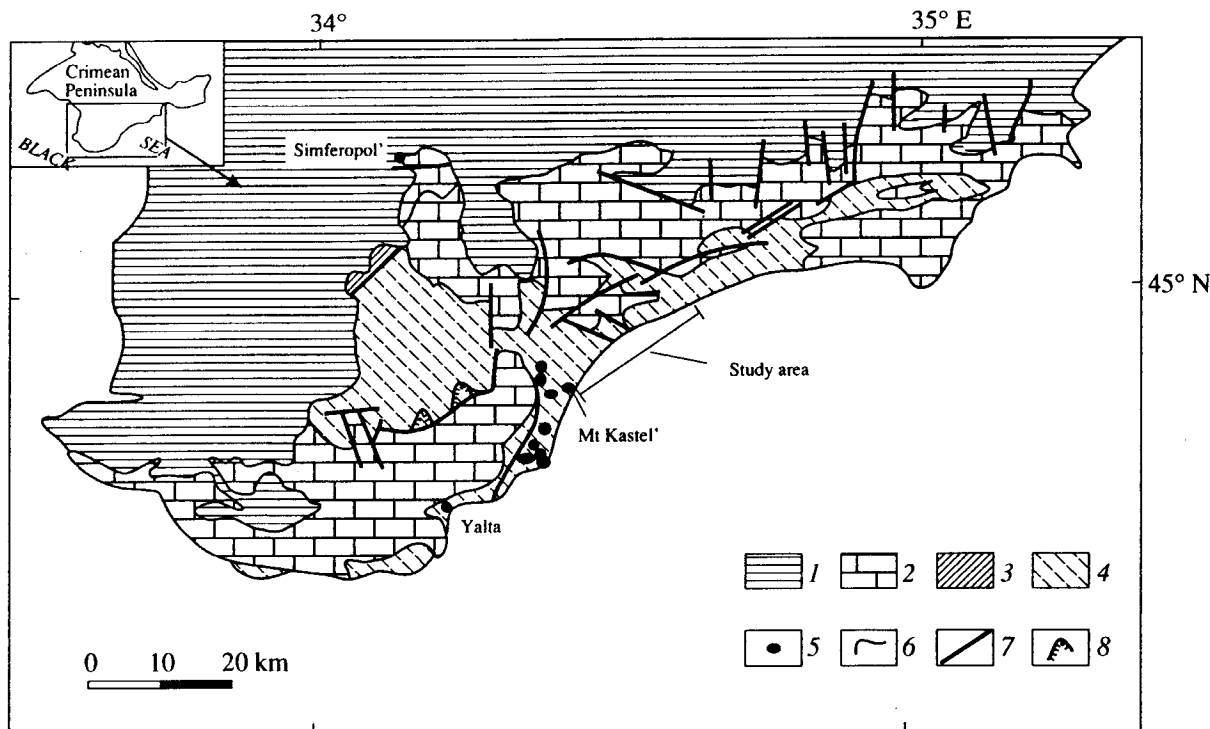 34°
35° E
Crimean
Peninsula
BLACK SEA
Simferopol'
45° N
Study area
Mt Kastel'
Yalta
1 2 3 4
5 6 7 8
0 10 20 km